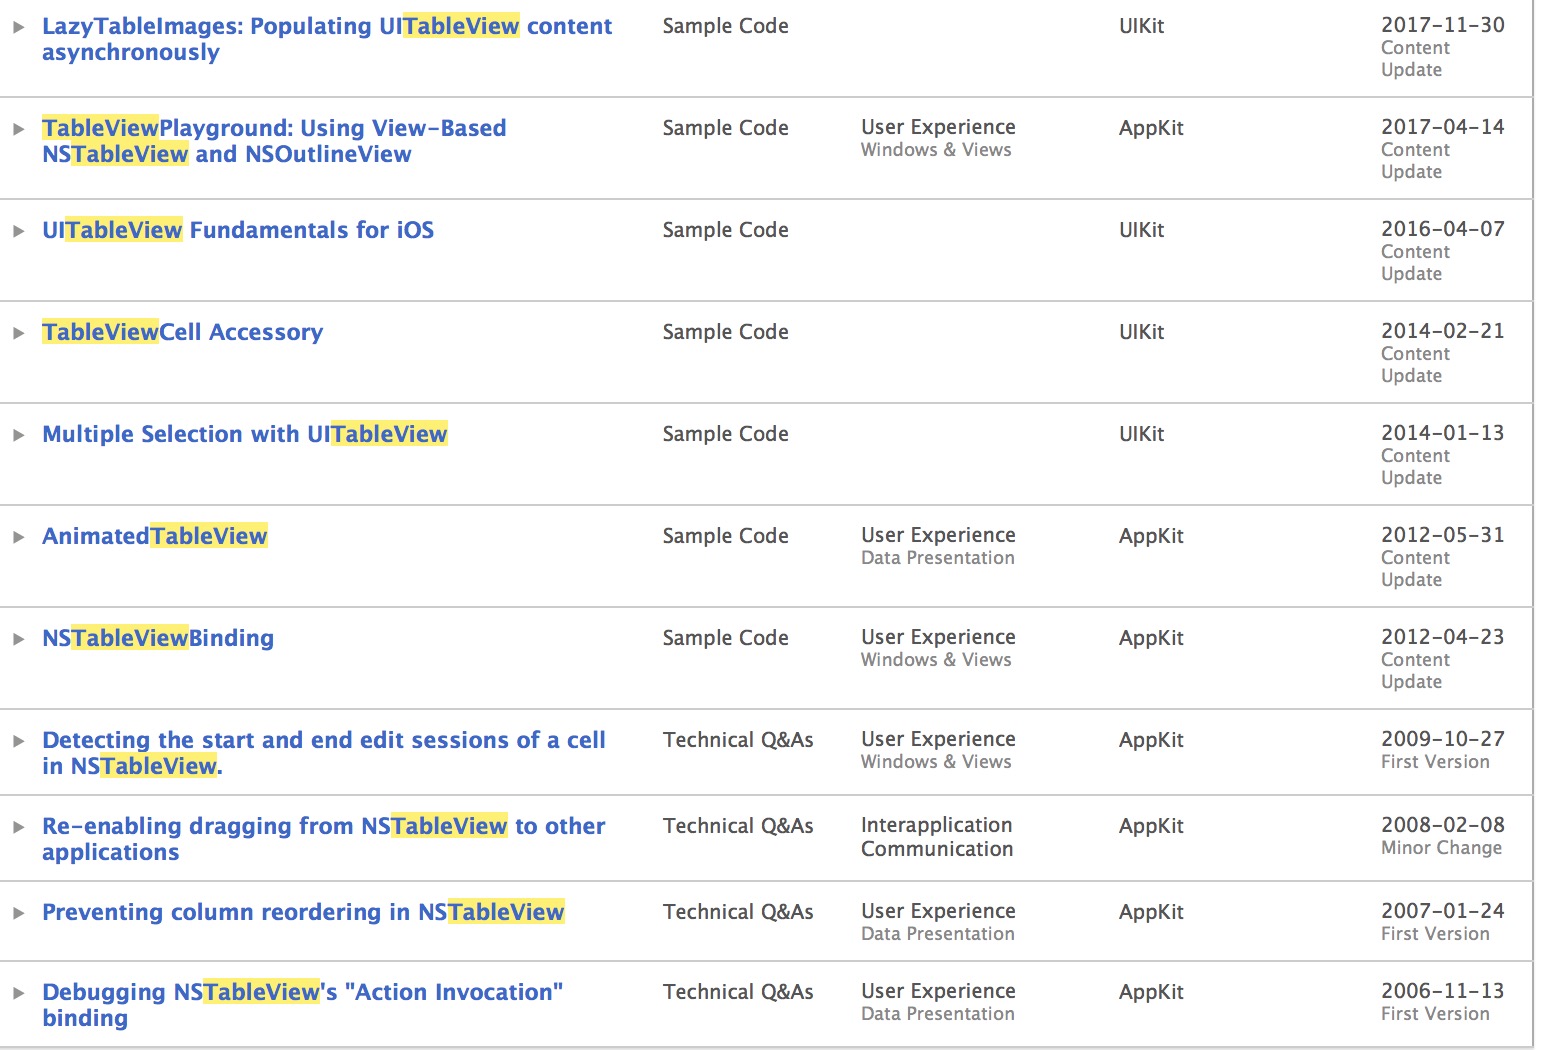 LazyTableImages: Populating UITableView content asynchronously
Sample Code
UIKit
2017-11-30
Content
Update
TableViewPlayground: Using View-Based
NSTableView and NSOutlineView
Sample Code
User Experience
Windows & Views
AppKit
2017-04-14
Content
Update
UITableView Fundamentals for iOS
Sample Code
UIKit
2016-04-07
Content
Update
TableViewCell Accessory
Sample Code
UIKit
2014-02-21
Content
Update
Multiple Selection with UITableView
Sample Code
UIKit
2014-01-13
Content
Update
AnimatedTableView
Sample Code
User Experience
Data Presentation
AppKit
2012-05-31
Content
Update
NSTableViewBinding
Sample Code
User Experience
Windows & Views
AppKit
2012-04-23
Content
Update
Detecting the start and end edit sessions of a cell
in NSTableView.
Technical Q&As
User Experience
Windows & Views
AppKit
2009-10-27
First Version
Re-enabling dragging from NSTableView to other
applications
Technical Q&As
Interapplication
Communication
AppKit
2008-02-08
Minor Change
Preventing column reordering in NSTableView
Technical Q&As
User Experience
Data Presentation
AppKit
2007-01-24
First Version
Debugging NSTableView's "Action Invocation"
binding
Technical Q&As
User Experience
Data Presentation
AppKit
2006-11-13
First Version